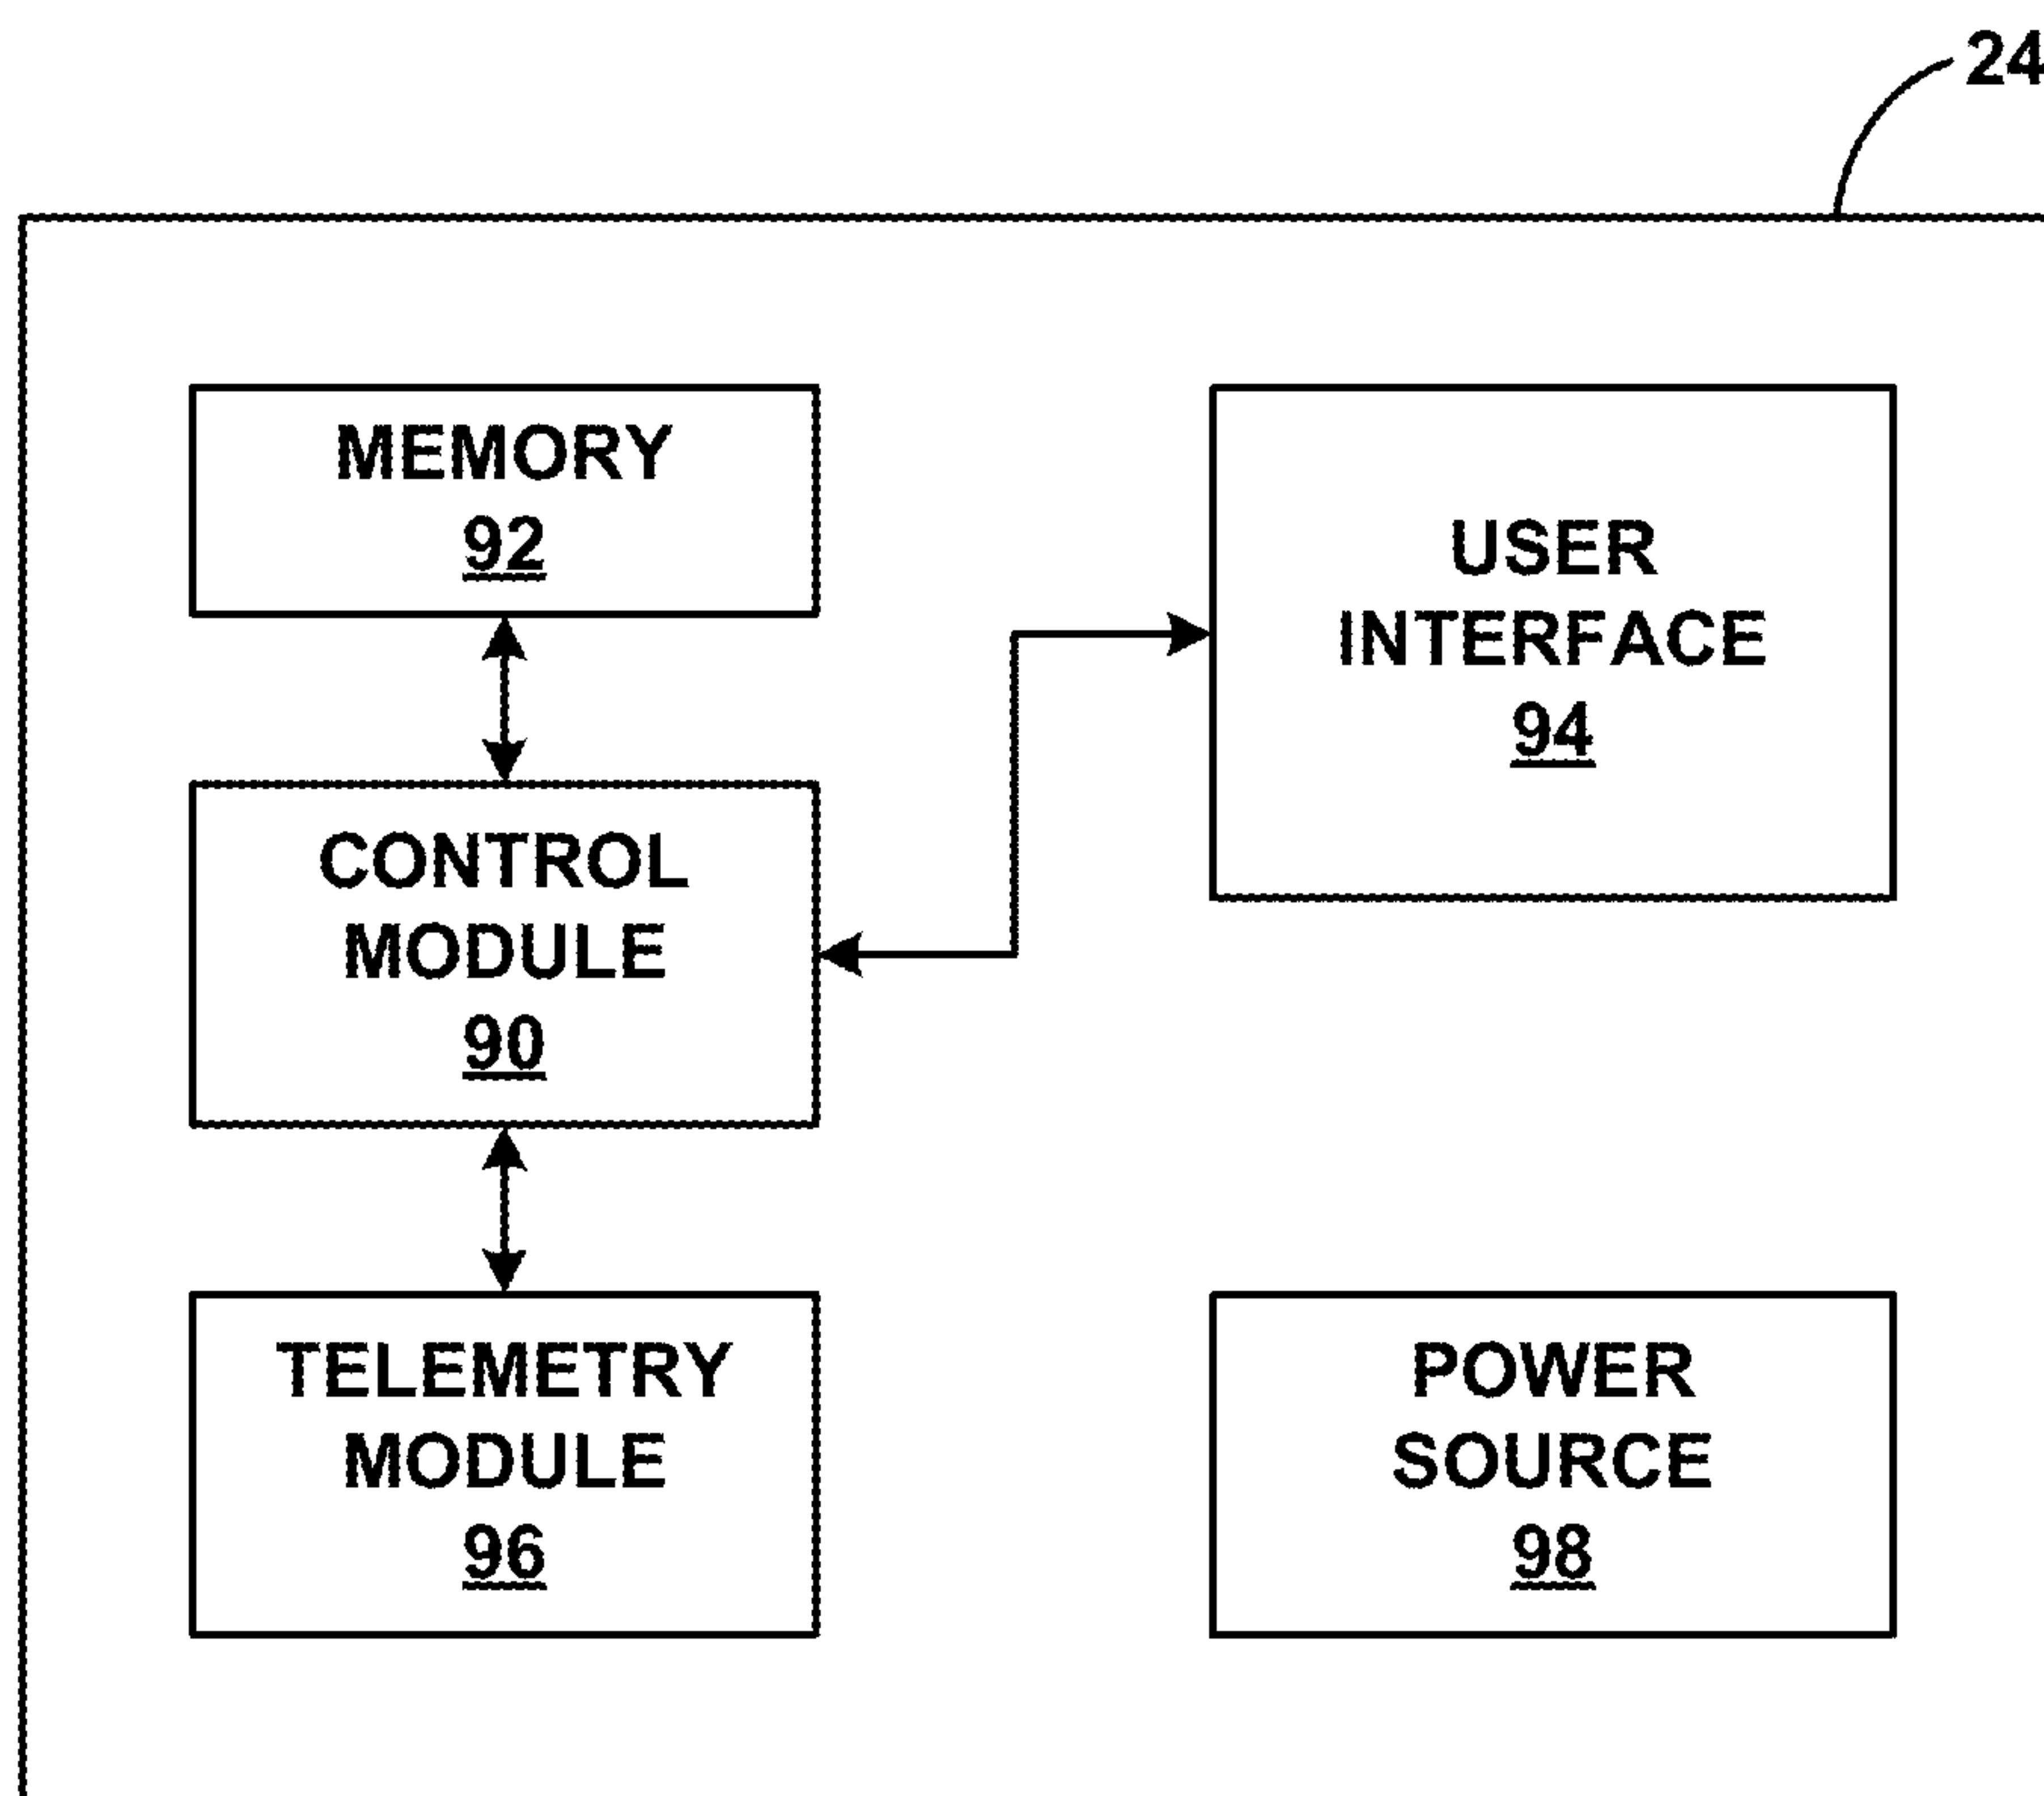 24
MEMORY
92
USER
INTERFACE
94
CONTROL
MODULE
90
TELEMETRY
MODULE
96
POWER
SOURCE
98